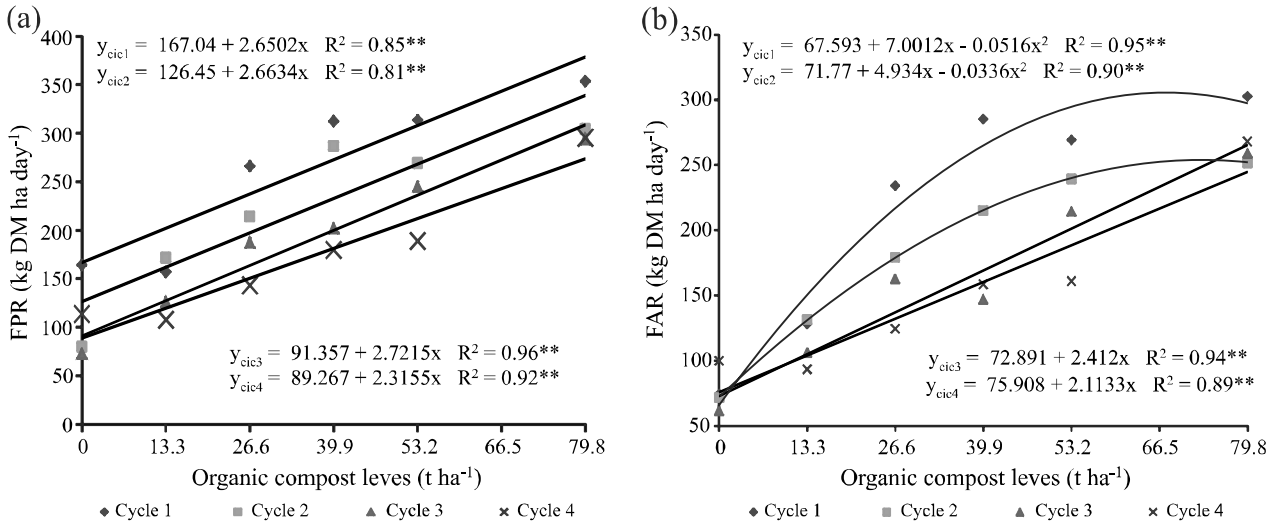 (a)
400
350
300
250
200
150
100
50
0
FPR (kg DM ha day⁻¹)
y_cic1 = 167.04 + 2.6502x R² = 0.85**
y_cic2 = 126.45 + 2.6634x R² = 0.81**
y_cic3 = 91.357 + 2.7215x R² = 0.96**
y_cic4 = 89.267 + 2.3155x R² = 0.92**
0 13.3 26.6 39.9 53.2 66.5 79.8
Organic compost leves (t ha⁻¹)
Cycle 1 Cycle 2 Cycle 3 Cycle 4
(b)
350
300
250
200
150
100
50
FAR (kg DM ha day⁻¹)
y_cic1 = 67.593 + 7.0012x - 0.0516x² R² = 0.95**
y_cic2 = 71.77 + 4.934x - 0.0336x² R² = 0.90**
y_cic3 = 72.891 + 2.412x R² = 0.94**
y_cic4 = 75.908 + 2.1133x R² = 0.89**
0 13.3 26.6 39.9 53.2 66.5 79.8
Organic compost leves (t ha⁻¹)
Cycle 1 Cycle 2 Cycle 3 Cycle 4